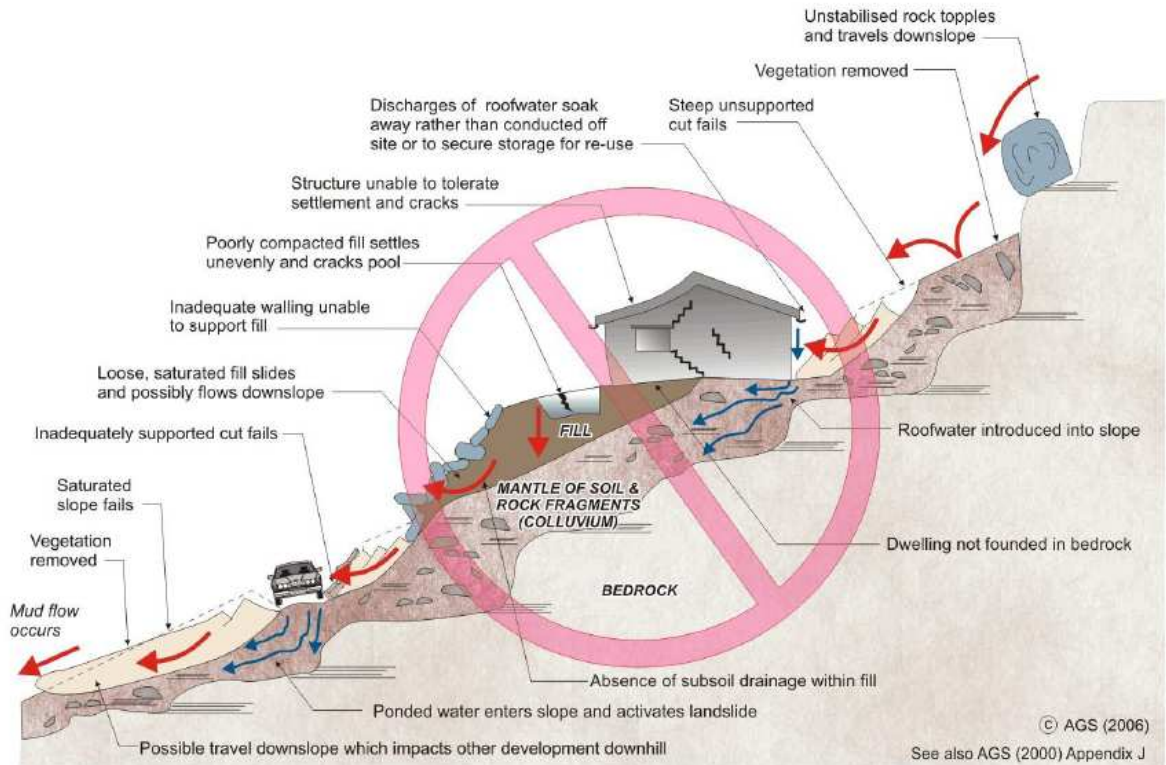 Unstabilised rock topples
and travels downslope
Vegetation removed
Discharges of roofwater soak
away rather than conducted off
site or to secure storage for re-use
Steep unsupported
cut fails
Structure unable to tolerate
settlement and cracks
Poorly compacted fill settles
unevenly and cracks pool
Inadequate walling unable
to support fill
Loose, saturated fill slides
and possibly flows downslope
Inadequately supported cut fails
Roofwater introduced into slope
FILL
Saturated
slope fails
MANTLE OF SOIL &
ROCK FRAGMENTS
(COLLUVIUM)
Vegetation
removed
Dwelling not founded in bedrock
BEDROCK
Mud flow
occurs
Absence of subsoil drainage within fill
Ponded water enters slope and activates landslide
Possible travel downslope which impacts other development downhill
© AGS (2006)
See also AGS (2000) Appendix J